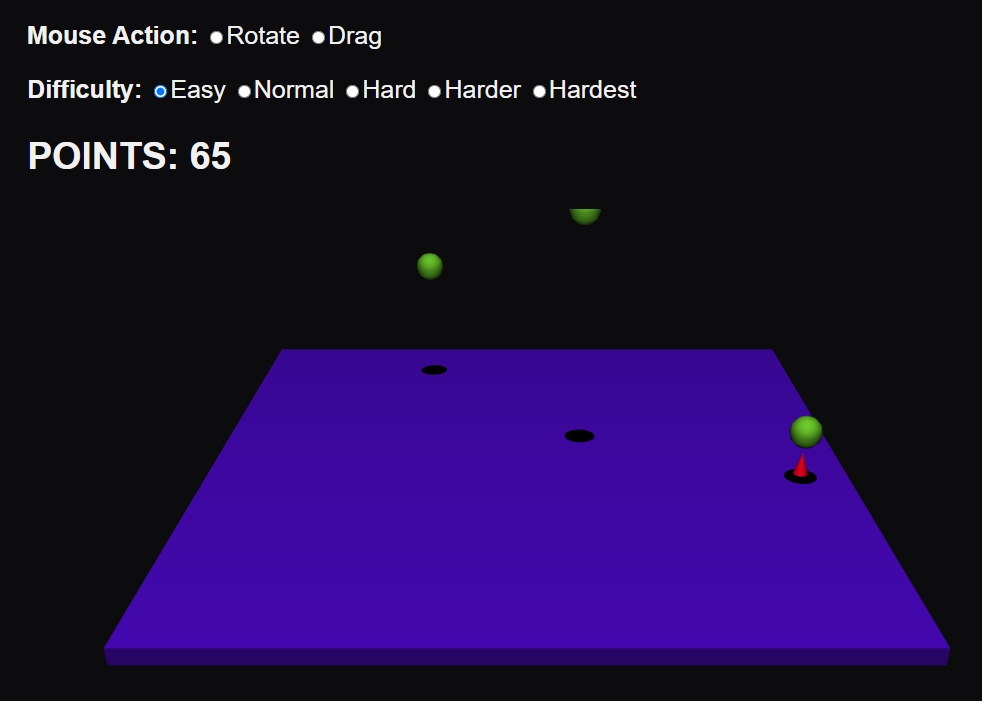 Mouse Action: Rotate Drag
Difficulty: Easy Normal Hard Harder Hardest
POINTS: 65